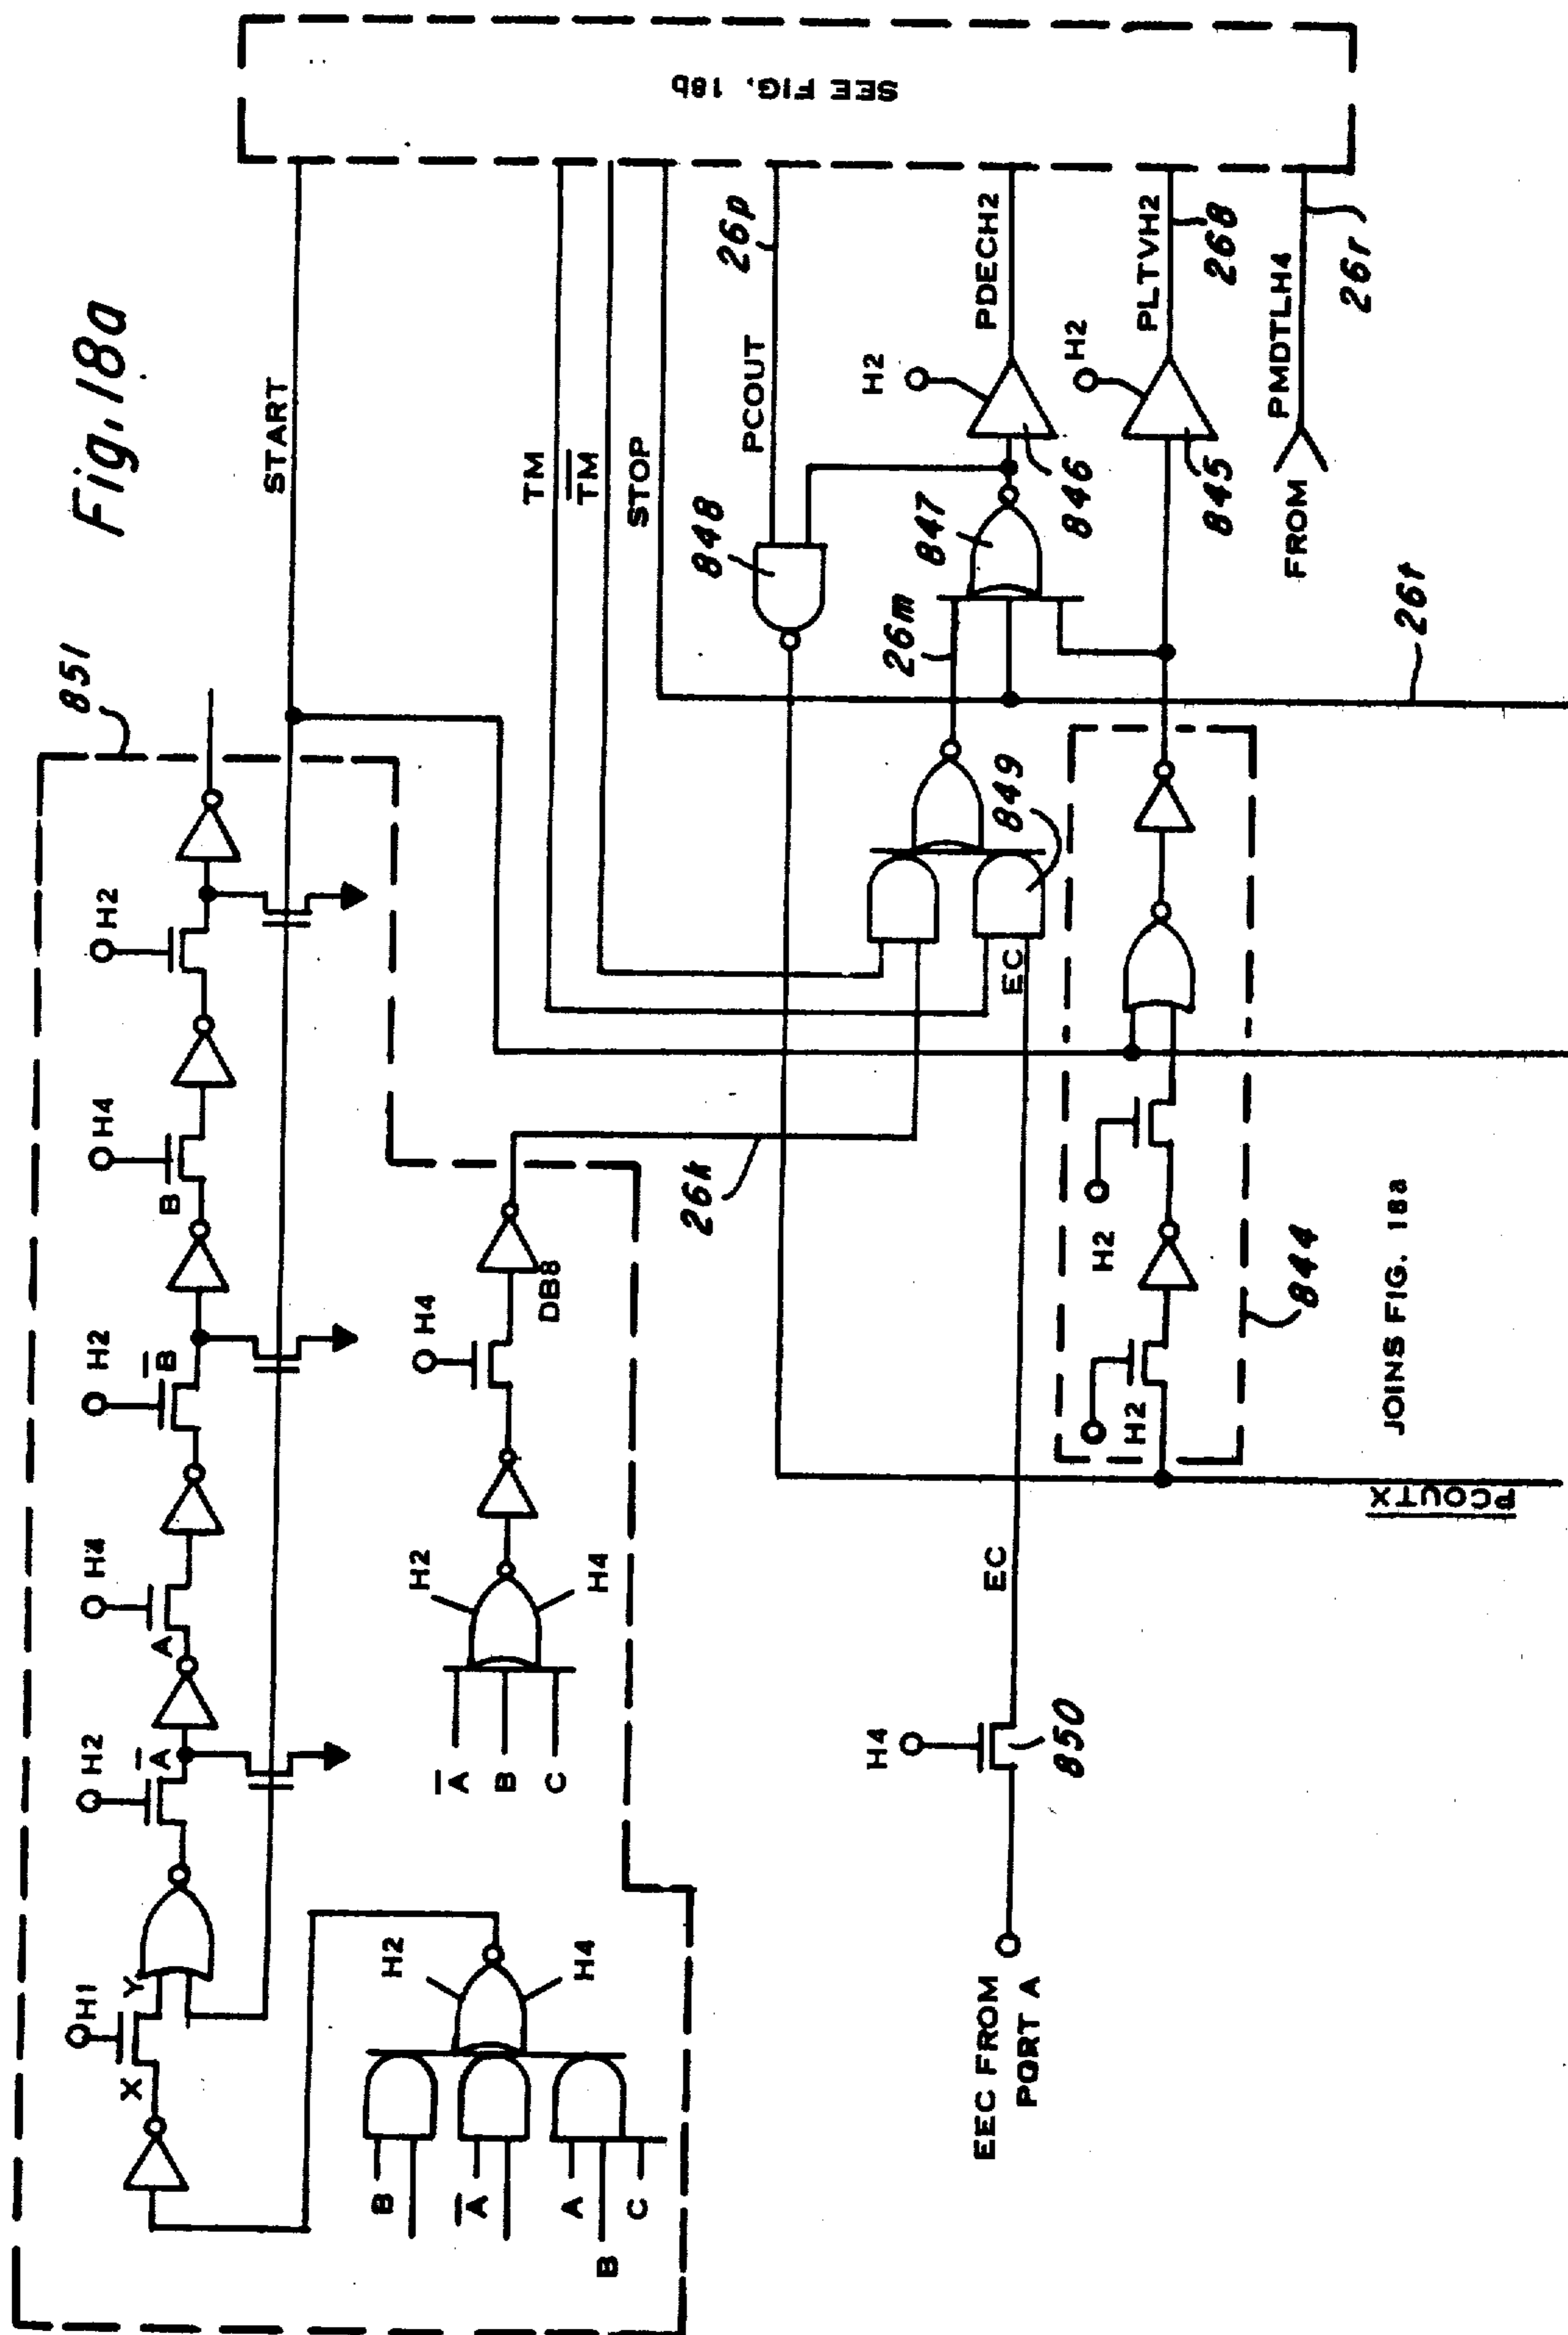 Fig. 18a
851
H1
H2
H4
H2
H4
H2
X
Y
A̅
A
B̅
B
START
TM
T̅M̅
STOP
SEE FIG. 18b
PCOUT
26p
848
H2
PDECH2
846
847
26m
H2
PLTVH2
268
845
PMDTLH4
26r
FROM
26t
B
A̅
A
B
C
H2
H4
A̅
B
C
H2
H4
H4
DB8
26k
849
EC
EC
H4
850
EEC FROM
PORT A
H2
H2
844
JOINS FIG. 18a
PCOUTX